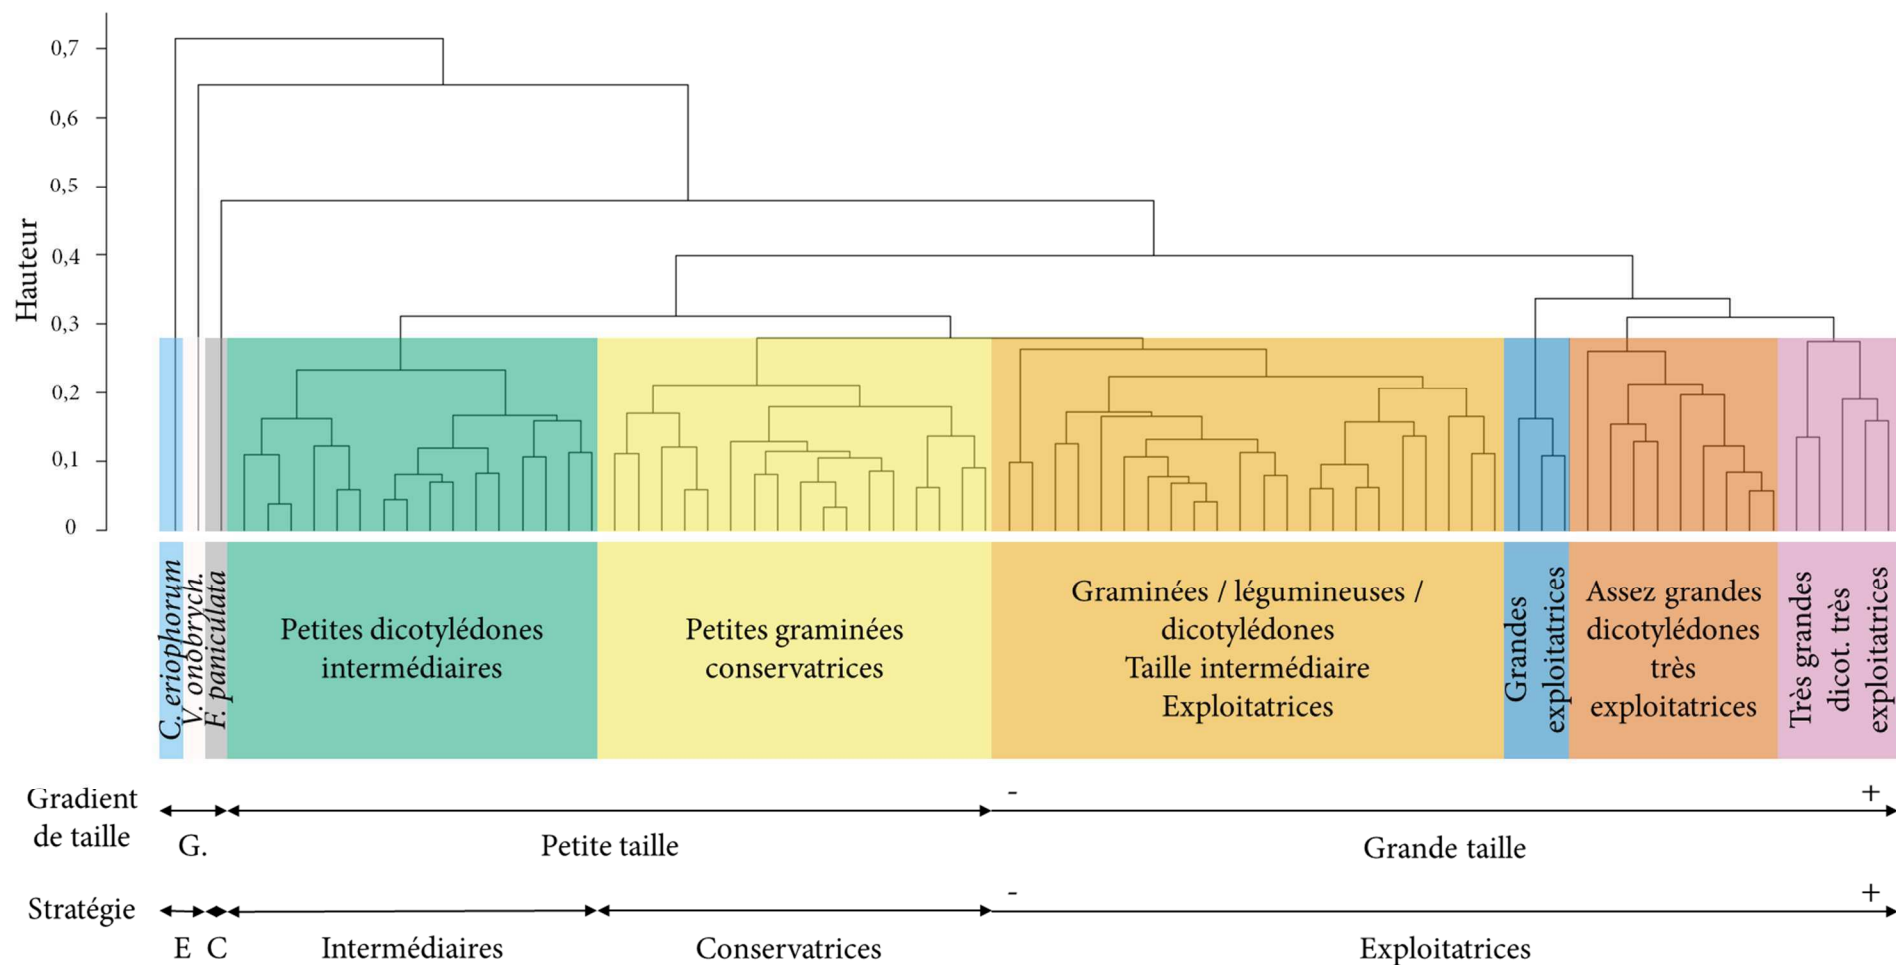 Hauteur
0,7
0,6
0,5
0,4
0,3
0,2
0,1
0
C. eriophorum
V. onobrych.
F. paniculata
Petites dicotylédones
intermédiaires
Petites graminées
conservatrices
Graminées / légumineuses /
dicotylédones
Taille intermédiaire
Exploitatrices
Grandes
exploitatrices
Assez grandes
dicotylédones
très
exploitatrices
Très grandes
dicot. très
exploitatrices
Gradient
de taille
- +
G. Petite taille Grande taille
Stratégie
- +
E C Intermédiaires Conservatrices Exploitatrices